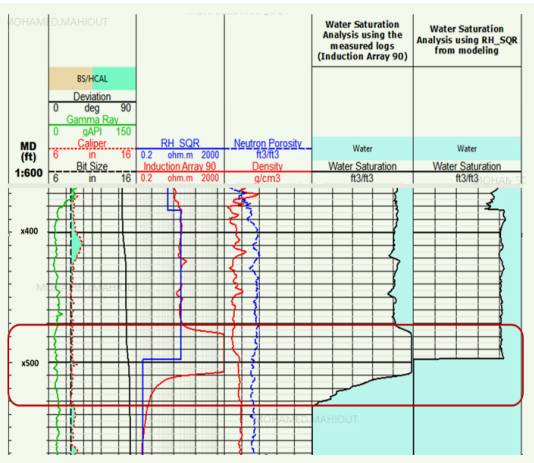 MOHAMED.MAHIOUT
Water Saturation
Analysis using the
measured logs
(Induction Array 90)
Water Saturation
Analysis using RH_SQR
from modeling
BS/HCAL
Deviation
0 deg 90
Gamma Ray
0 gAPI 150
MD
(ft)
1:600
Caliper
6 in 16
Bit Size
6 in 16
RH_SQR
0.2 ohm.m 2000
Induction Array 90
0.2 ohm.m 2000
Neutron Porosity
ft3/ft3
Density
g/cm3
Water
Water Saturation
ft3/ft3
Water
Water Saturation
ft3/ft3
x400
x500
MOHAMED.MAHIOUT